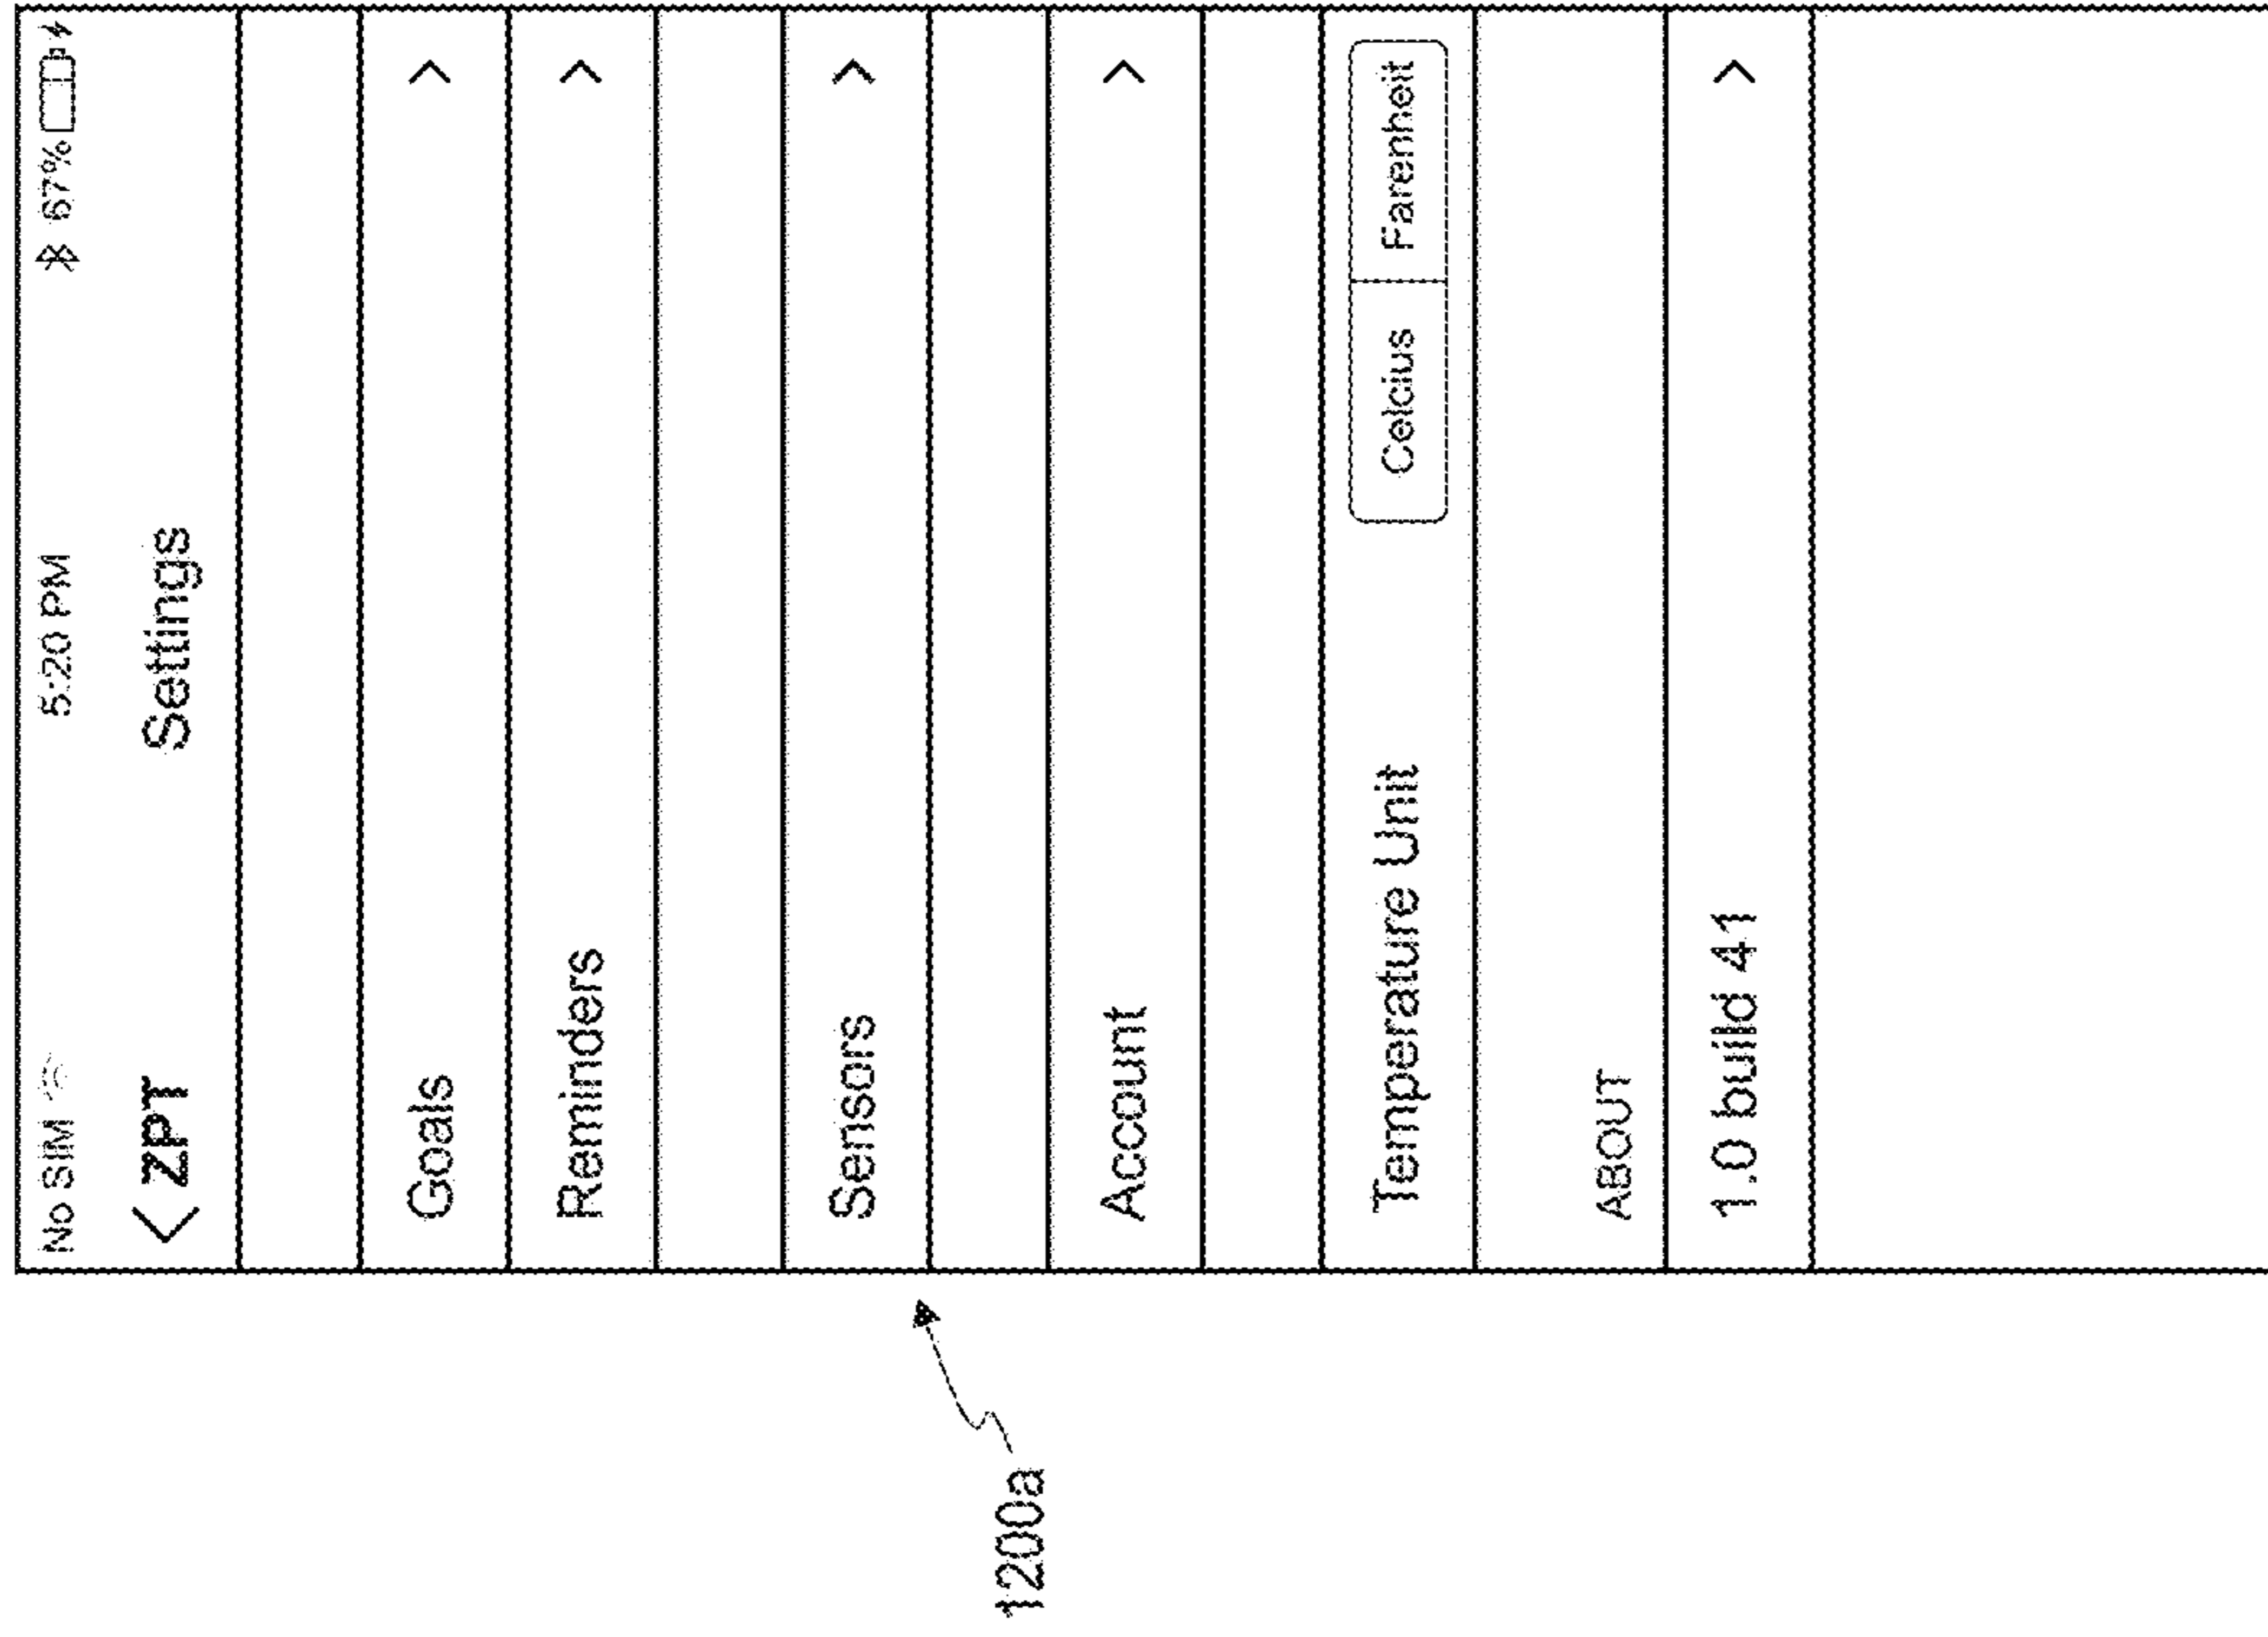 No SIM 5:20 PM 67%
< ZPT Settings
Goals >
Reminders >
Sensors >
Account >
Temperature Unit Celcius Farenheit
ABOUT
1.0 build 41 >
1200a